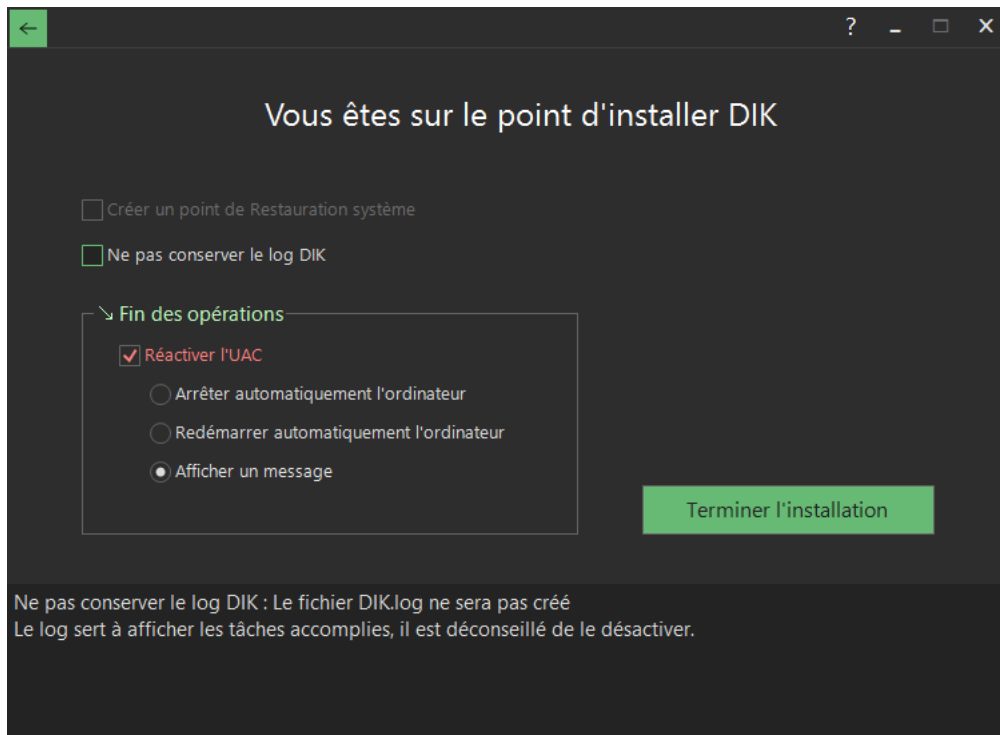 Vous êtes sur le point d'installer DIK
Créer un point de Restauration système
Ne pas conserver le log DIK
Fin des opérations
Réactiver l'UAC
Arrêter automatiquement l'ordinateur
Redémarrer automatiquement l'ordinateur
Afficher un message
Terminer l'installation
Ne pas conserver le log DIK : Le fichier DIK.log ne sera pas créé
Le log sert à afficher les tâches accomplies, il est déconseillé de le désactiver.